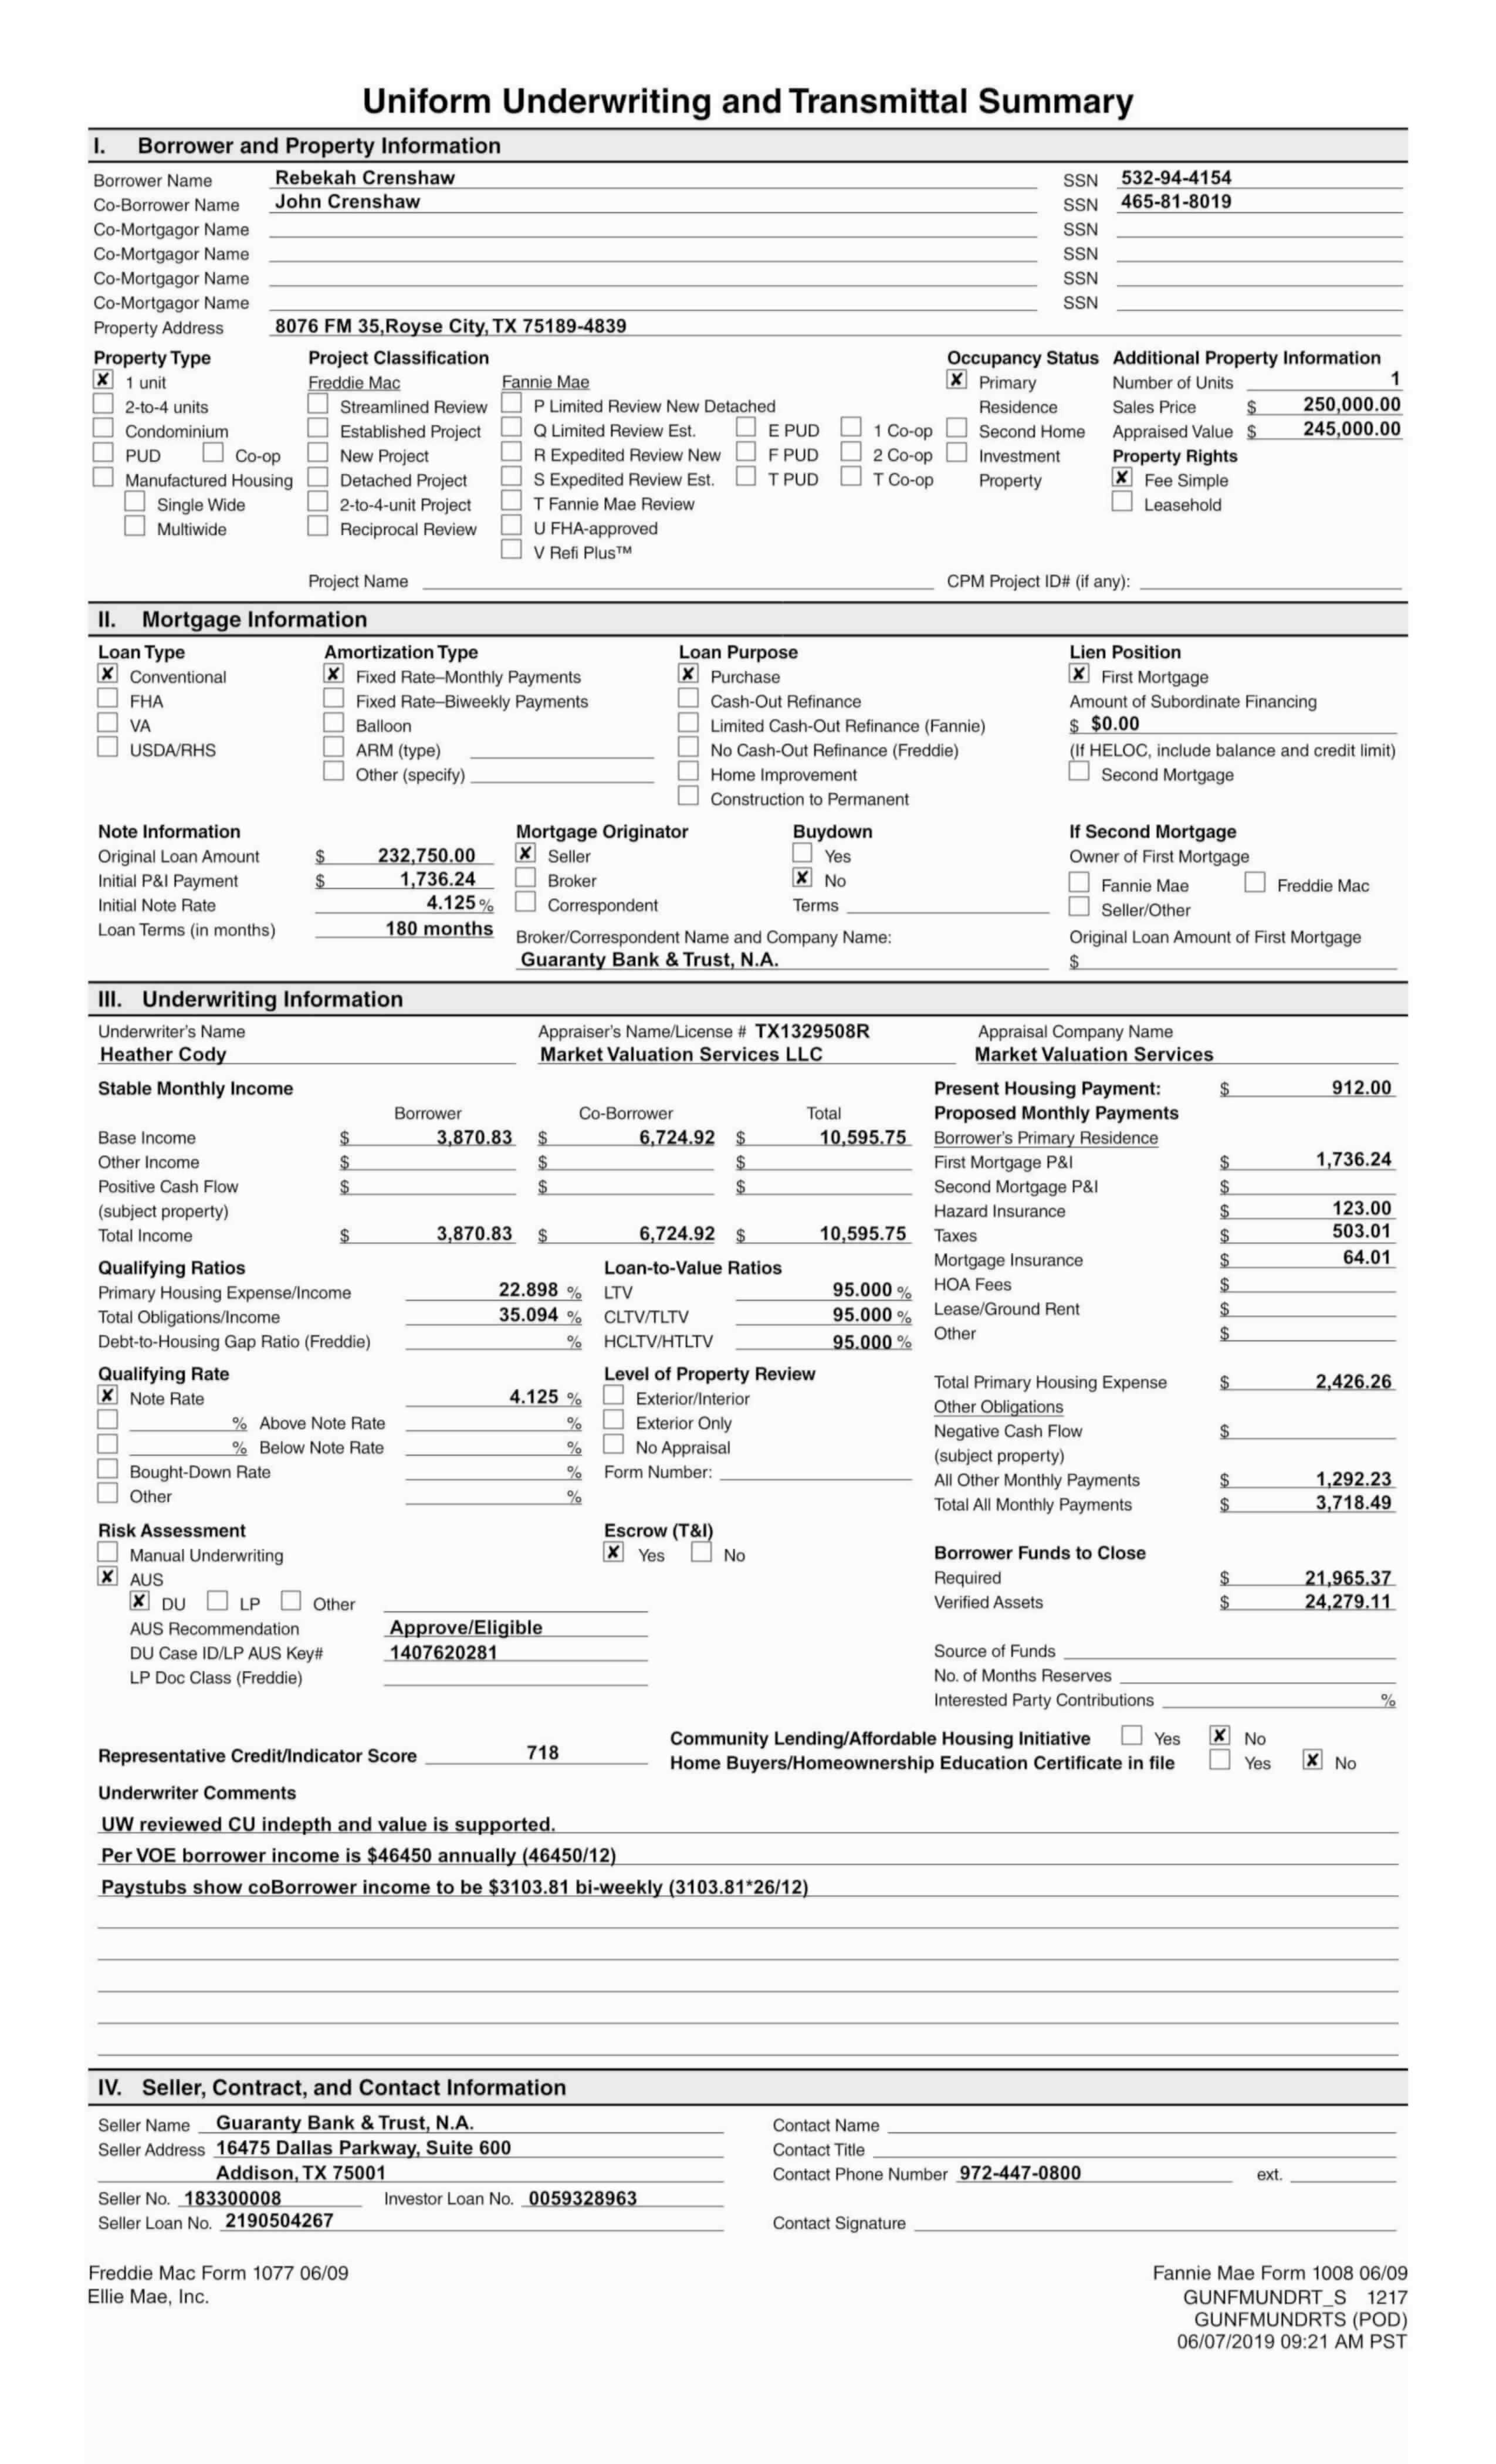 Uniform Underwriting and Transmittal Summary
I. Borrower and Property Information
Borrower Name Rebekah Crenshaw SSN 532-94-4154
Co-Borrower Name John Crenshaw SSN 465-81-8019
Co-Mortgagor Name SSN
Co-Mortgagor Name SSN
Co-Mortgagor Name SSN
Co-Mortgagor Name SSN
Property Address 8076 FM 35,Royse City, TX 75189-4839
Property Type Project Classification Occupancy Status Additional Property Information
✘ 1 unit Freddie Mac Fannie Mae ✘ Primary Number of Units 1
2-to-4 units Streamlined Review P Limited Review New Detached Residence Sales Price $ 250,000.00
Condominium Established Project Q Limited Review Est. E PUD 1 Co-op Second Home Appraised Value $ 245,000.00
PUD Co-op New Project R Expedited Review New F PUD 2 Co-op Investment Property Rights
Manufactured Housing Detached Project S Expedited Review Est. T PUD T Co-op Property ✘ Fee Simple
Single Wide 2-to-4-unit Project T Fannie Mae Review Leasehold
Multiwide Reciprocal Review U FHA-approved
V Refi Plus™
Project Name CPM Project ID# (if any):
II. Mortgage Information
Loan Type Amortization Type Loan Purpose Lien Position
✘ Conventional ✘ Fixed Rate–Monthly Payments ✘ Purchase ✘ First Mortgage
FHA Fixed Rate–Biweekly Payments Cash-Out Refinance Amount of Subordinate Financing
VA Balloon Limited Cash-Out Refinance (Fannie) $ $0.00
USDA/RHS ARM (type) No Cash-Out Refinance (Freddie) (If HELOC, include balance and credit limit)
Other (specify) Home Improvement Second Mortgage
Construction to Permanent
Note Information Mortgage Originator Buydown If Second Mortgage
Original Loan Amount $ 232,750.00 ✘ Seller Yes Owner of First Mortgage
Initial P&I Payment $ 1,736.24 Broker ✘ No Fannie Mae Freddie Mac
Initial Note Rate 4.125 % Correspondent Terms Seller/Other
Loan Terms (in months) 180 months Broker/Correspondent Name and Company Name: Original Loan Amount of First Mortgage
Guaranty Bank & Trust, N.A. $
III. Underwriting Information
Underwriter's Name Appraiser's Name/License # TX1329508R Appraisal Company Name
Heather Cody Market Valuation Services LLC Market Valuation Services
Stable Monthly Income Present Housing Payment: $ 912.00
Borrower Co-Borrower Total Proposed Monthly Payments
Base Income $ 3,870.83 $ 6,724.92 $ 10,595.75 Borrower's Primary Residence
Other Income $ $ $ First Mortgage P&I $ 1,736.24
Positive Cash Flow $ $ $ Second Mortgage P&I $
(subject property) Hazard Insurance $ 123.00
Total Income $ 3,870.83 $ 6,724.92 $ 10,595.75 Taxes $ 503.01
Qualifying Ratios Loan-to-Value Ratios Mortgage Insurance $ 64.01
Primary Housing Expense/Income 22.898 % LTV 95.000 % HOA Fees $
Total Obligations/Income 35.094 % CLTV/TLTV 95.000 % Lease/Ground Rent $
Debt-to-Housing Gap Ratio (Freddie) % HCLTV/HTLTV 95.000 % Other $
Qualifying Rate Level of Property Review Total Primary Housing Expense $ 2,426.26
✘ Note Rate 4.125 % Exterior/Interior Other Obligations
% Above Note Rate % Exterior Only Negative Cash Flow $
% Below Note Rate % No Appraisal (subject property)
Bought-Down Rate % Form Number: All Other Monthly Payments $ 1,292.23
Other % Total All Monthly Payments $ 3,718.49
Risk Assessment Escrow (T&I)
Manual Underwriting ✘ Yes No Borrower Funds to Close
✘ AUS Required $ 21,965.37
✘ DU LP Other Verified Assets $ 24,279.11
AUS Recommendation Approve/Eligible
DU Case ID/LP AUS Key# 1407620281 Source of Funds
LP Doc Class (Freddie) No. of Months Reserves
Interested Party Contributions %
Community Lending/Affordable Housing Initiative Yes ✘ No
Representative Credit/Indicator Score 718 Home Buyers/Homeownership Education Certificate in file Yes ✘ No
Underwriter Comments
UW reviewed CU indepth and value is supported.
Per VOE borrower income is $46450 annually (46450/12)
Paystubs show coBorrower income to be $3103.81 bi-weekly (3103.81*26/12)
IV. Seller, Contract, and Contact Information
Seller Name Guaranty Bank & Trust, N.A. Contact Name
Seller Address 16475 Dallas Parkway, Suite 600 Contact Title
Addison, TX 75001 Contact Phone Number 972-447-0800 ext.
Seller No. 183300008 Investor Loan No. 0059328963
Seller Loan No. 2190504267 Contact Signature
Freddie Mac Form 1077 06/09 Fannie Mae Form 1008 06/09
Ellie Mae, Inc. GUNFMUNDRT_S 1217
GUNFMUNDRTS (POD)
06/07/2019 09:21 AM PST